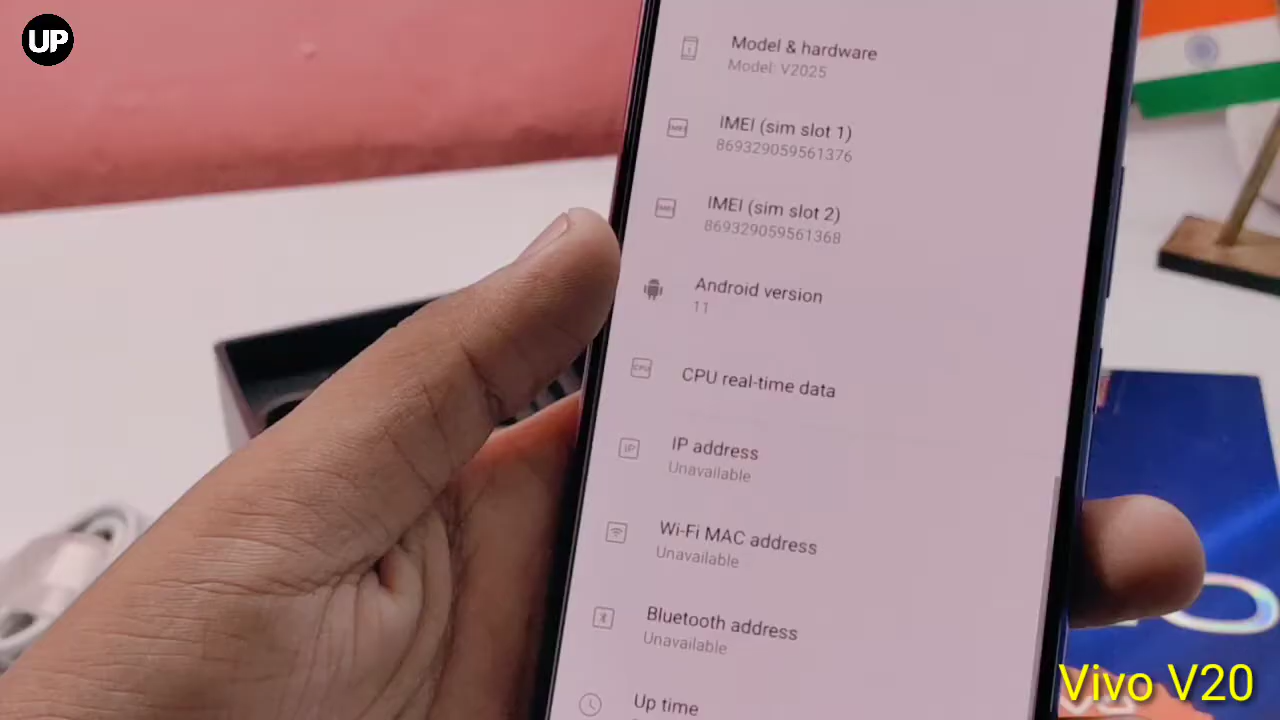 UP
Model & hardware
Model: V2025
IMEI (sim slot 1)
869329059561376
IMEI (sim slot 2)
869329059561368
Android version
11
CPU real-time data
IP address
Unavailable
Wi-Fi MAC address
Unavailable
Bluetooth address
Unavailable
Up time
Vivo V20